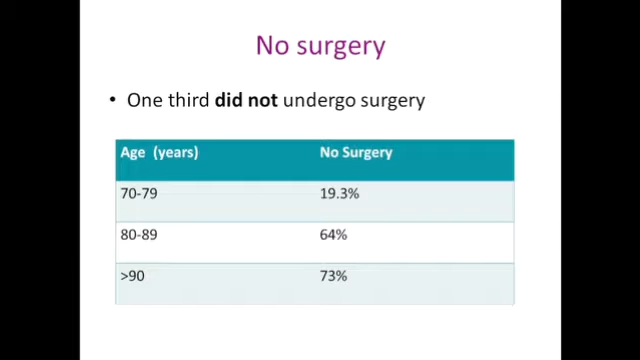 No surgery
• One third did not undergo surgery
Age (years) No Surgery
70-79 19.3%
80-89 64%
>90 73%